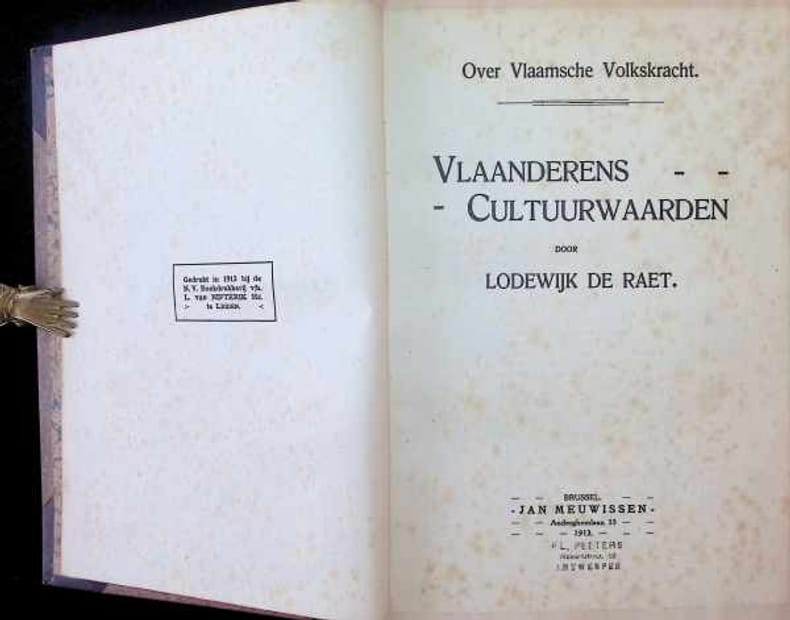 Gedrukt in 1913 bij de
N. V. Boekdrukkerij v/h.
L. van NIFTERIK Hz.
:- te Leiden. -:
Over Vlaamsche Volkskracht.
VLAANDERENS - -
- CULTUURWAARDEN
DOOR
LODEWIJK DE RAET.
— — BRUSSEL. — —
- JAN MEUWISSEN -
— — — —
— — — 1913. — — —
L. PEETERS
ANTWERPEN